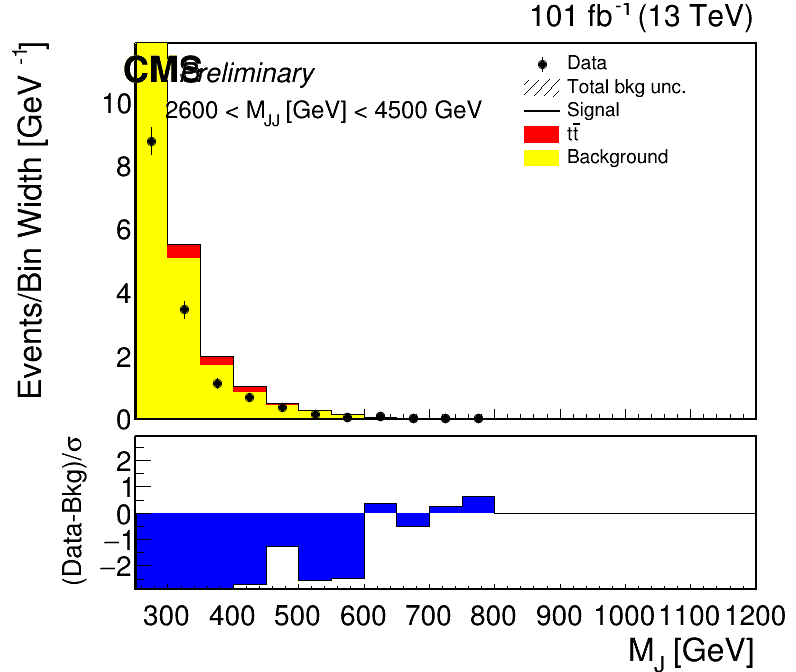 101 fb⁻¹ (13 TeV)
CMS Preliminary
2600 < M_JJ [GeV] < 4500 GeV
Data
Total bkg unc.
Signal
tt̄
Background
Events/Bin Width [GeV⁻¹]
10
8
6
4
2
0
(Data-Bkg)/σ
2
1
0
−1
−2
300 400 500 600 700 800 900 1000 1100 1200
M_J [GeV]